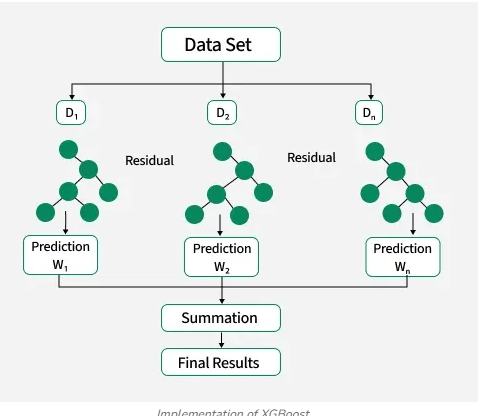 Data Set
D₁
D₂
Dₙ
Residual
Residual
Prediction
W₁
Prediction
W₂
Prediction
Wₙ
Summation
Final Results
Implementation of XGBoost